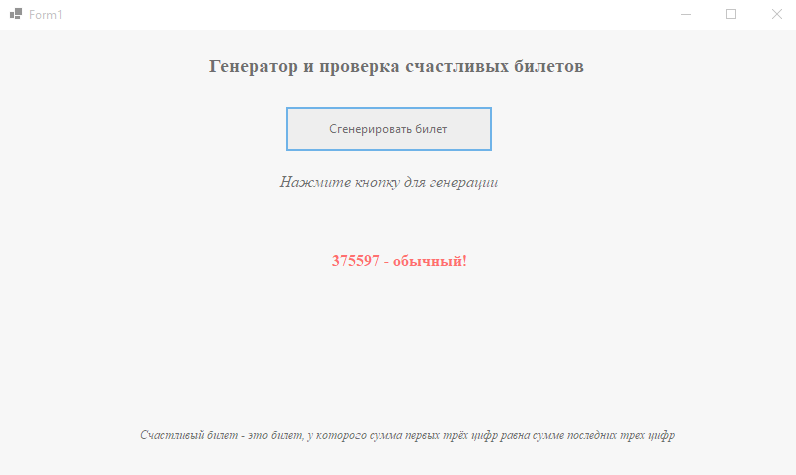 Form1
Генератор и проверка счастливых билетов
Сгенерировать билет
Нажмите кнопку для генерации
375597 - обычный!
Счастливый билет - это билет, у которого сумма первых трёх цифр равна сумме последних трех цифр